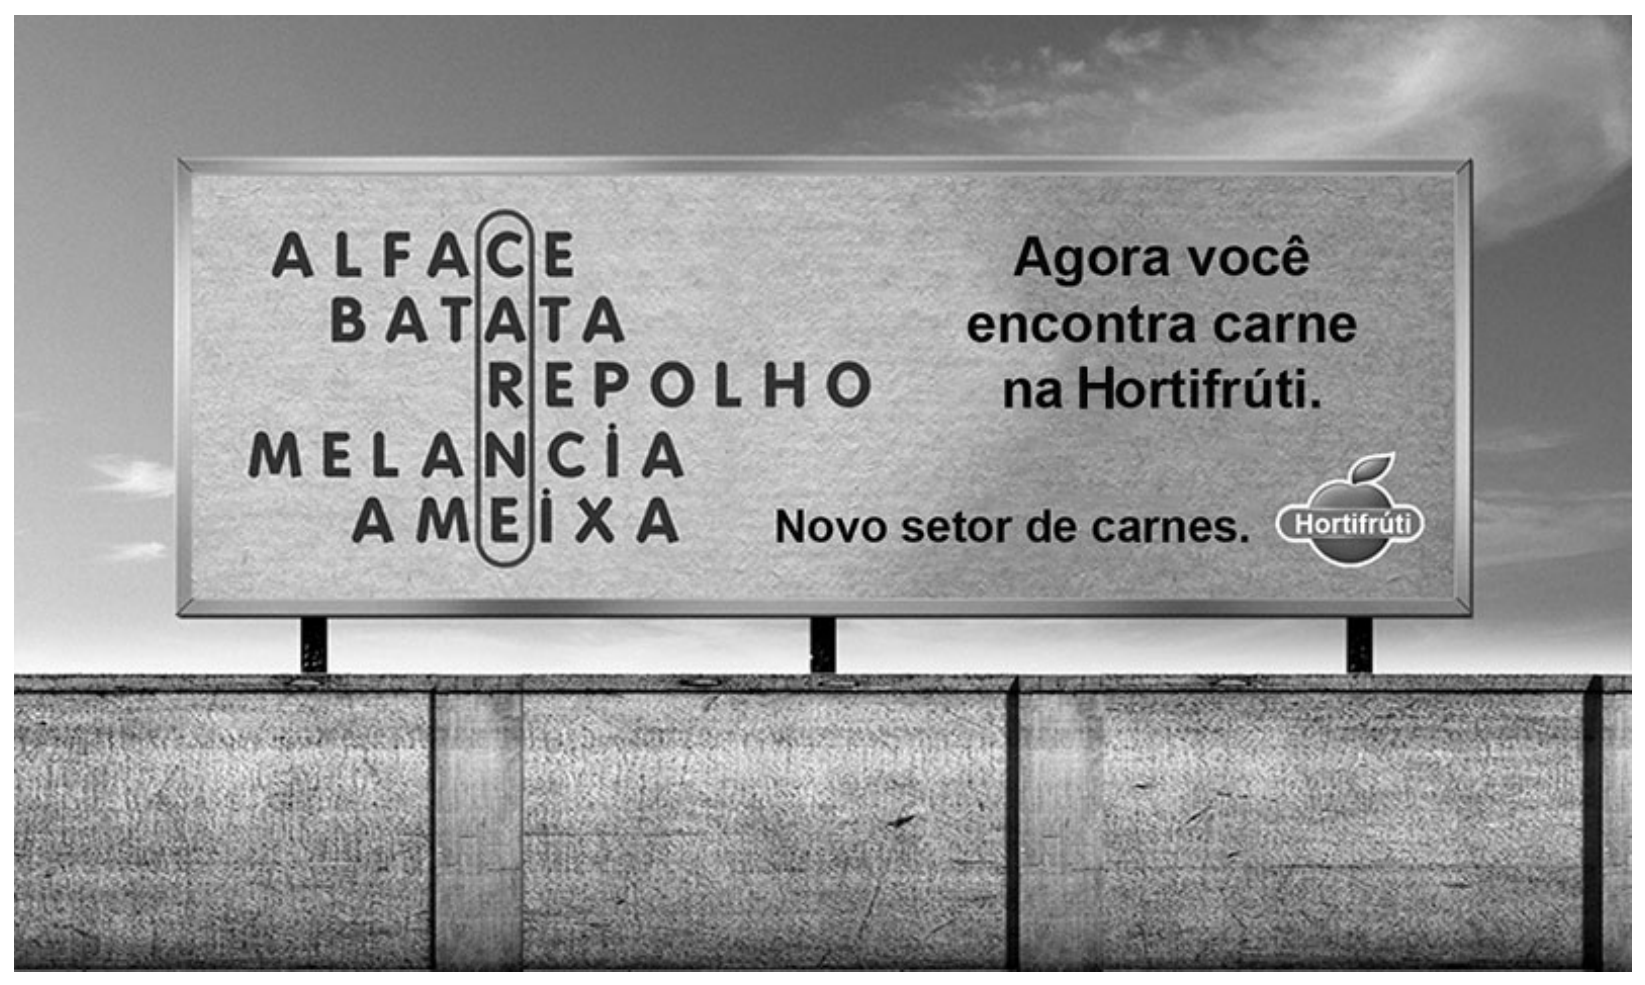 ALFACE
BATATA
REPOLHO
MELANCIA
AMEIXA
Agora você
encontra carne
na Hortifrúti.
Novo setor de carnes.
Hortifrúti